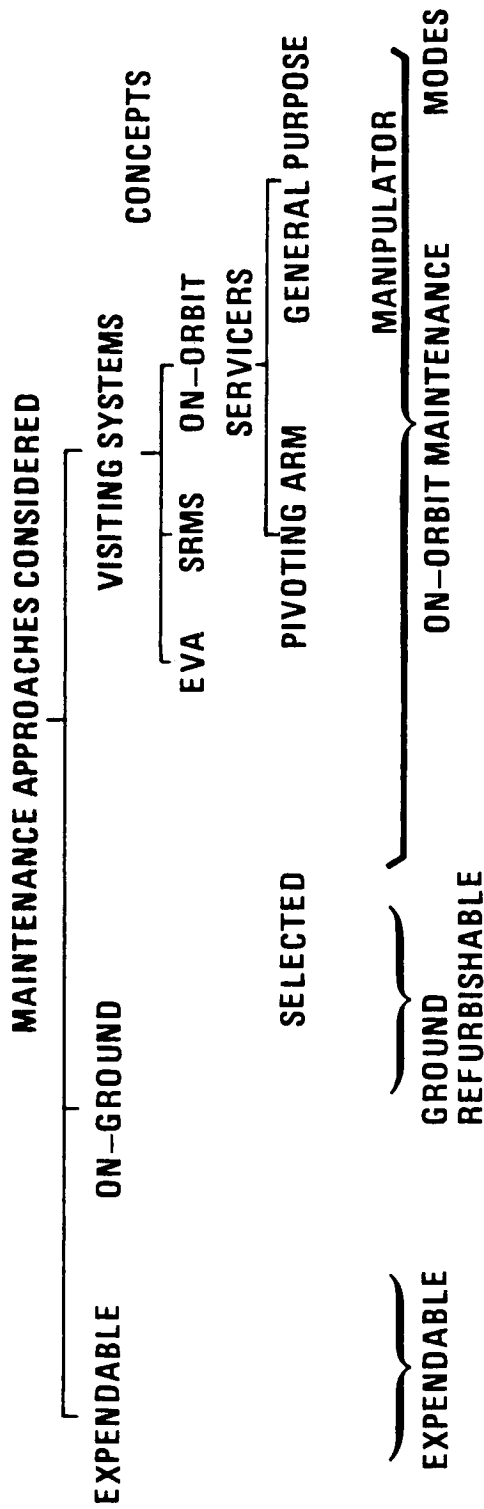 MAINTENANCE APPROACHES CONSIDERED
EXPENDABLE ON-GROUND VISITING SYSTEMS
CONCEPTS
EVA SRMS ON-ORBIT
SERVICERS
SELECTED PIVOTING ARM GENERAL PURPOSE
MANIPULATOR
EXPENDABLE GROUND ON-ORBIT MAINTENANCE MODES
REFURBISHABLE